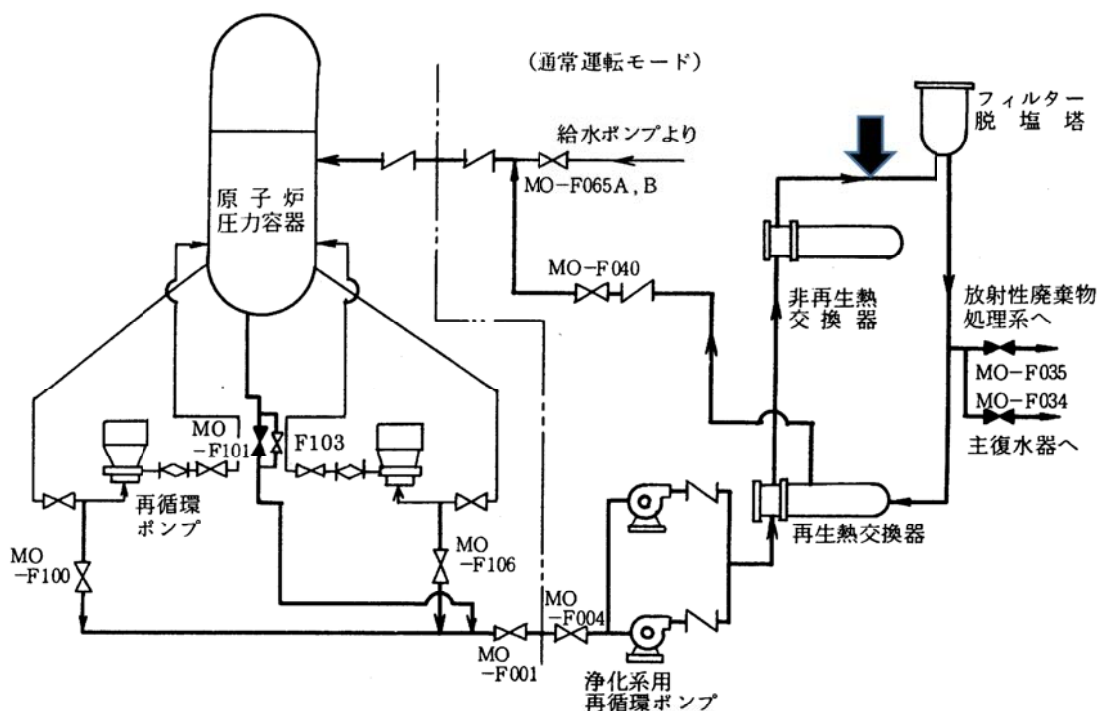 (通常運転モード)
フィルター
脱塩塔
給水ポンプより
MO-F065A,B
原子炉
圧力容器
MO-F040
非再生熱
交換器
放射性廃棄物
処理系へ
MO-F035
MO-F034
主復水器へ
MO
-F101
F103
再循環
ポンプ
再生熱交換器
MO
-F100
MO
-F106
MO
-F004
MO
-F001
浄化系用
再循環ポンプ